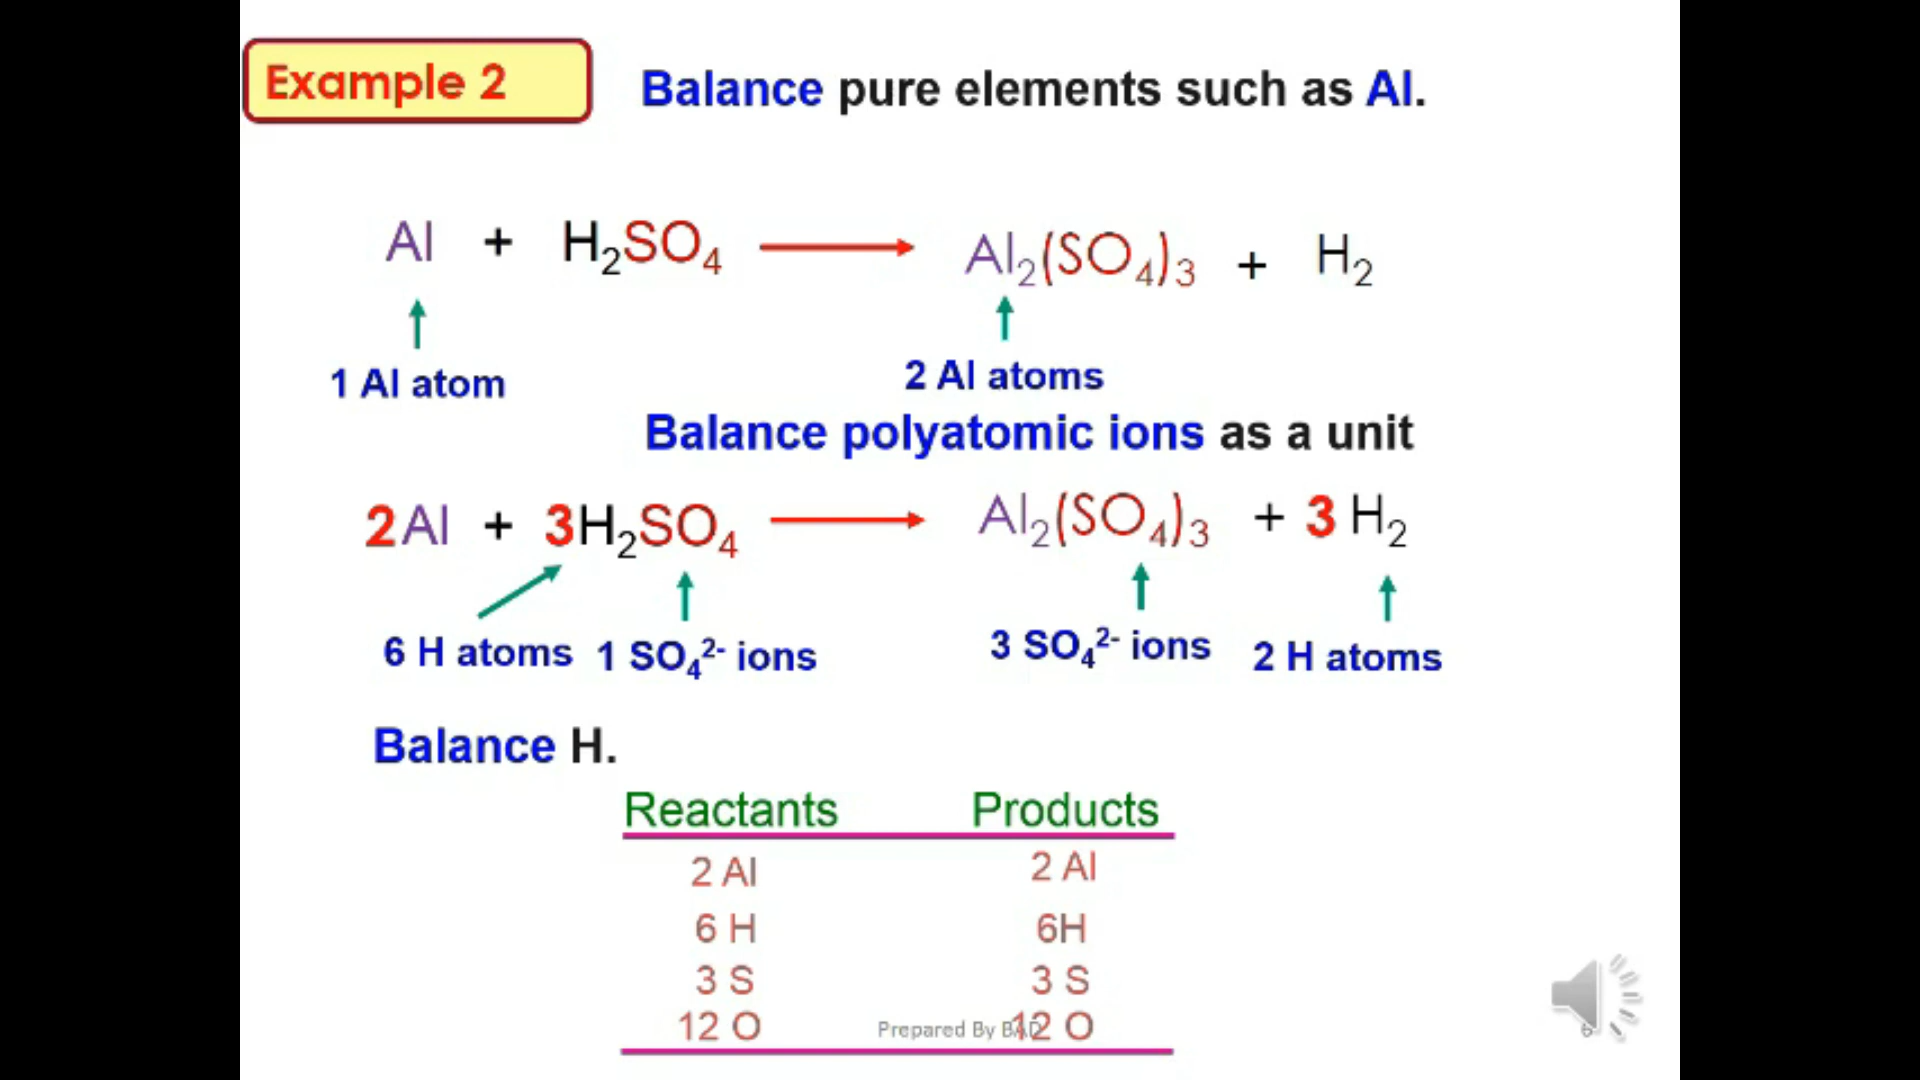 Example 2
Balance pure elements such as Al.
Al + H₂SO₄ → Al₂(SO₄)₃ + H₂
1 Al atom 2 Al atoms
Balance polyatomic ions as a unit
2Al + 3H₂SO₄ → Al₂(SO₄)₃ + 3 H₂
6 H atoms 1 SO₄²⁻ ions 3 SO₄²⁻ ions 2 H atoms
Balance H.
Reactants Products
2 Al 2 Al
6 H 6H
3 S 3 S
12 O 12 O
Prepared By BAD
6